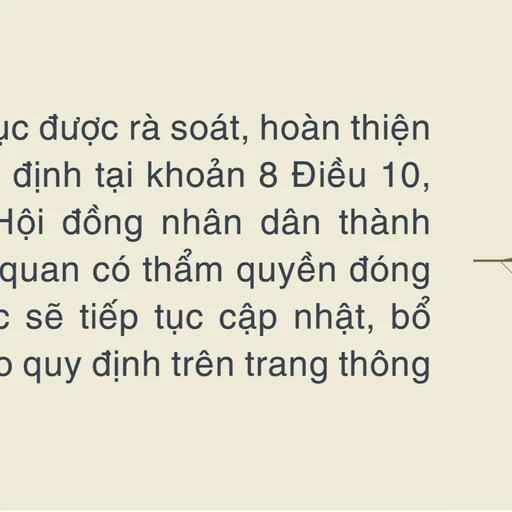 ục được rà soát, hoàn thiện
định tại khoản 8 Điều 10,
Hội đồng nhân dân thành
quan có thẩm quyền đóng
sẽ tiếp tục cập nhật, bổ
quy định trên trang thông